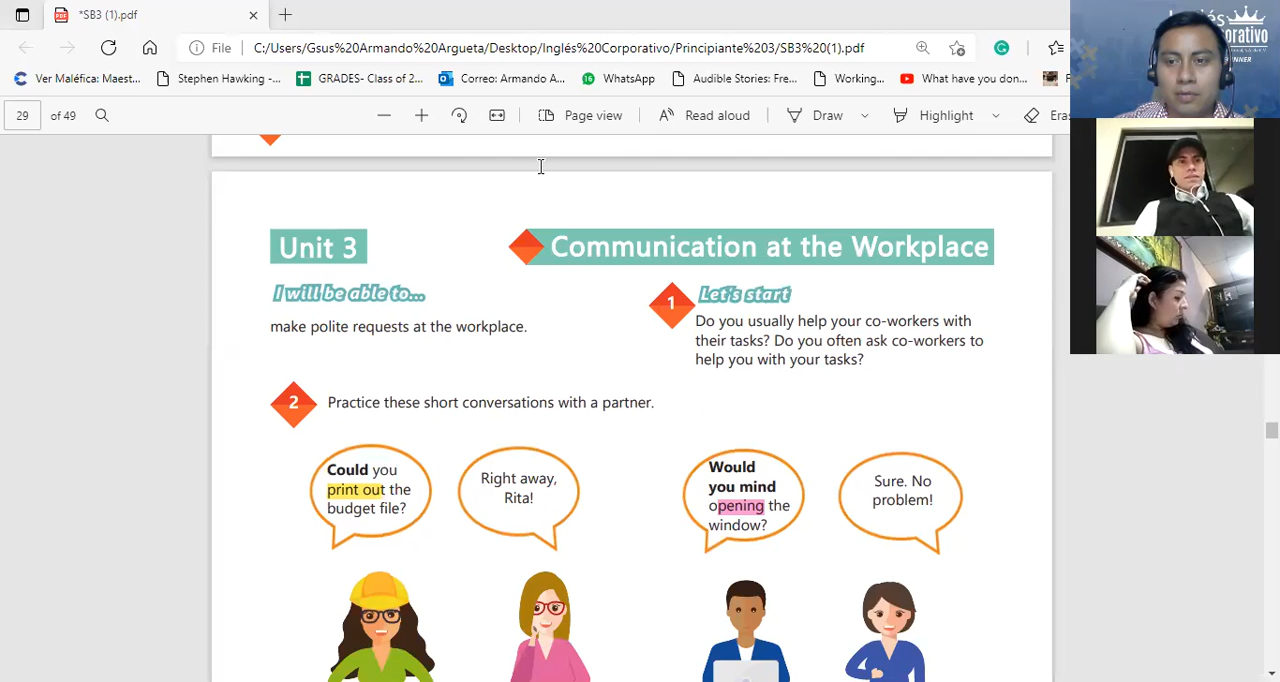 *SB3 (1).pdf
File C:/Users/Gsus%20Armando%20Argueta/Desktop/Inglés%20Corporativo/Principiante%203/SB3%20(1).pdf
Ver Maléfica: Maest...
Stephen Hawking -...
GRADES- Class of 2...
Correo: Armando A...
WhatsApp
Audible Stories: Fre...
Working...
What have you don...
29 of 49
Page view
Read aloud
Draw
Highlight
Unit 3
Communication at the Workplace
I will be able to...
make polite requests at the workplace.
1
Let's start
Do you usually help your co-workers with
their tasks? Do you often ask co-workers to
help you with your tasks?
2
Practice these short conversations with a partner.
Could you
print out the
budget file?
Right away,
Rita!
Would
you mind
opening the
window?
Sure. No
problem!